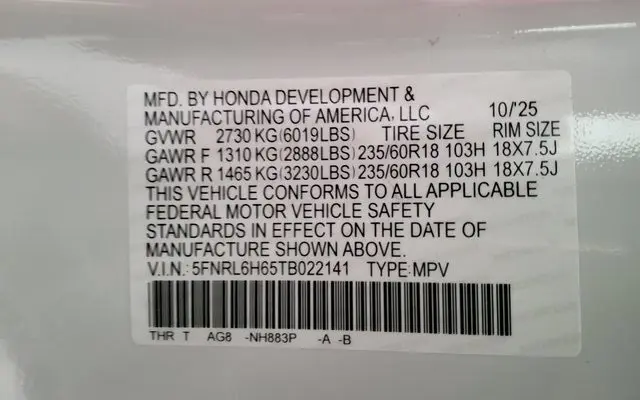 MFD. BY HONDA DEVELOPMENT &
MANUFACTURING OF AMERICA, LLC 10/'25
GVWR 2730 KG(6019LBS) TIRE SIZE RIM SIZE
GAWR F 1310 KG(2888LBS) 235/60R18 103H 18X7.5J
GAWR R 1465 KG(3230LBS) 235/60R18 103H 18X7.5J
THIS VEHICLE CONFORMS TO ALL APPLICABLE
FEDERAL MOTOR VEHICLE SAFETY
STANDARDS IN EFFECT ON THE DATE OF
MANUFACTURE SHOWN ABOVE.
V.I.N.: 5FNRL6H65TB022141 TYPE:MPV
THR T AG8 -NH883P -A -B